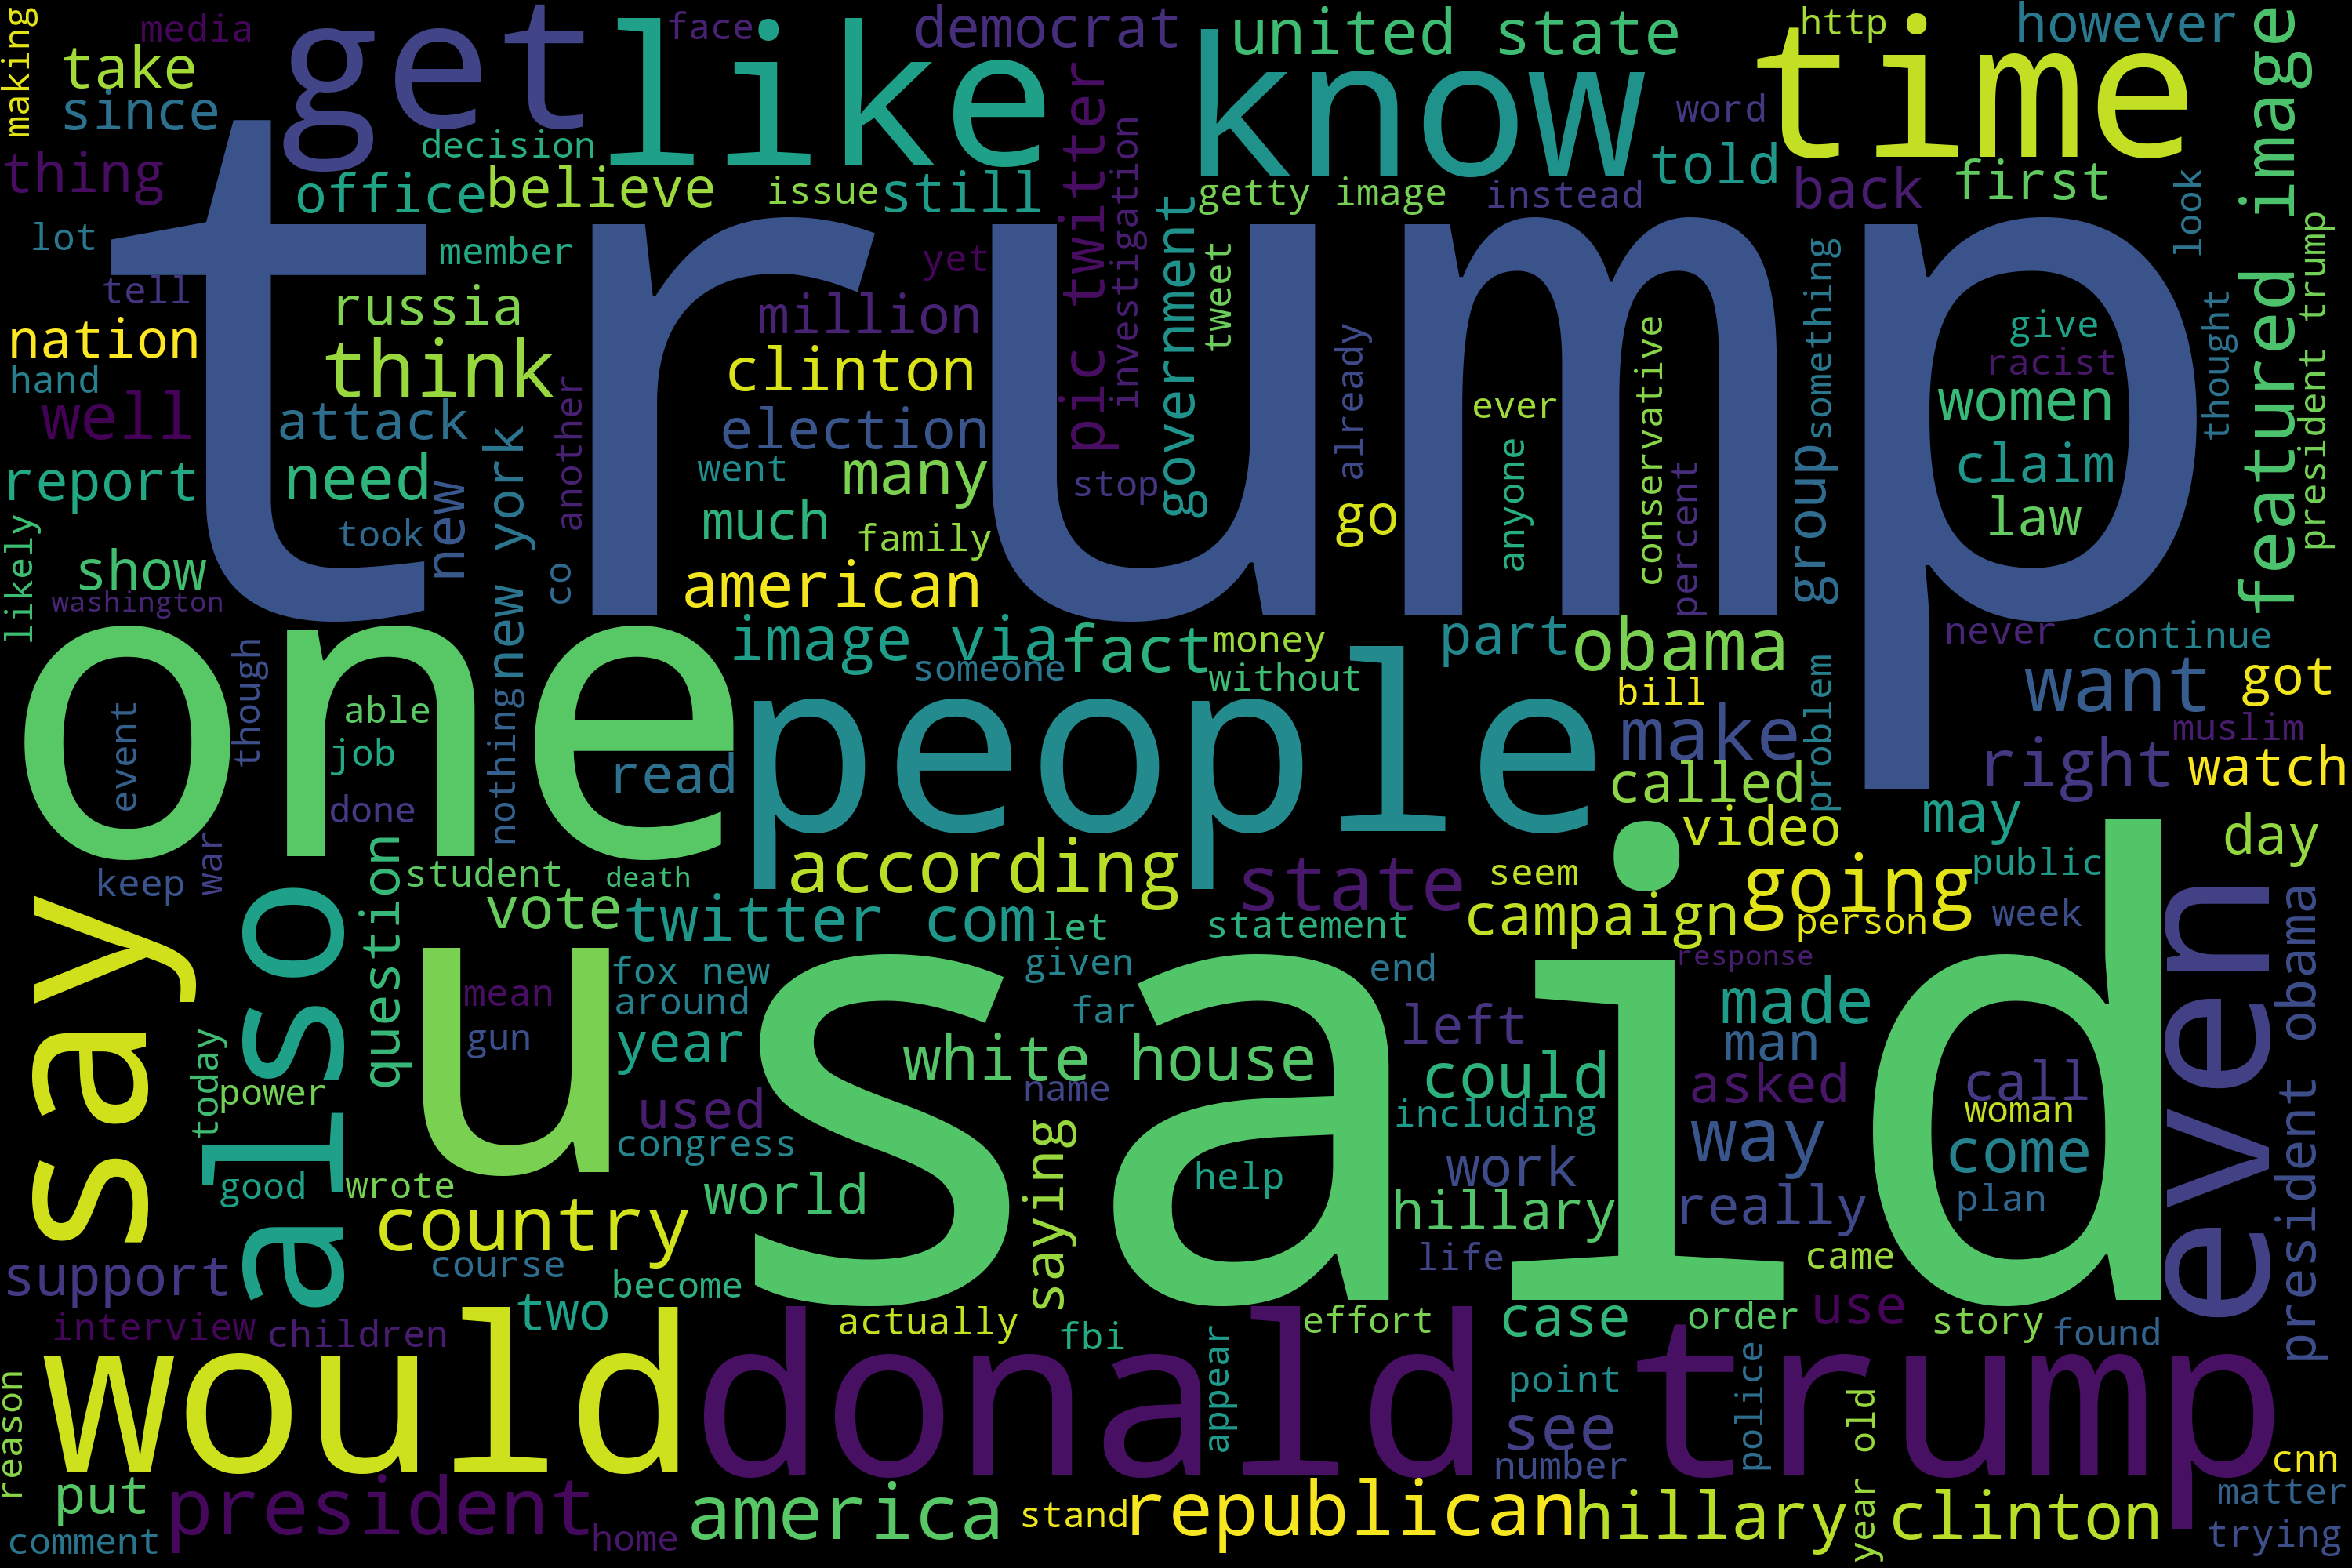 making
media
get
like
face
democrat
united state
know
time
http
however
featured image
take
since
decision
word
thing
office
believe
issue
still
pic twitter
investigation
getty image
instead
told
back
first
look
trump
lot
member
yet
government
tweet
something
president trump
tell
russia
million
nation
think
clinton
already
conservative
give
racist
thought
hand
well
attack
another
election
ever
women
report
need
new york
went
many
stop
anyone
percent
group
claim
new
much
go
law
likely
show
took
family
co
american
washington
one
though
image via
fact
money
part
obama
never
continue
someone
without
people
bill
want
got
event
able
nothing
make
problem
muslim
job
read
right
watch
done
called
war
video
may
day
keep
question
student
death
according
state
seem
going
public
said
say
also
vote
twitter com
let
statement
campaign
person
week
even
president obama
u
fox new
given
end
response
mean
around
far
left
made
today
gun
year
white house
man
power
used
name
could
asked
call
congress
including
woman
good
wrote
world
saying
help
work
way
come
country
hillary
really
plan
support
course
become
life
came
interview
children
two
actually
fbi
effort
case
order
use
story
found
would
donald trump
reason
appear
point
police
year old
see
number
cnn
put
president
america
stand
republican
hillary clinton
matter
comment
home
trying